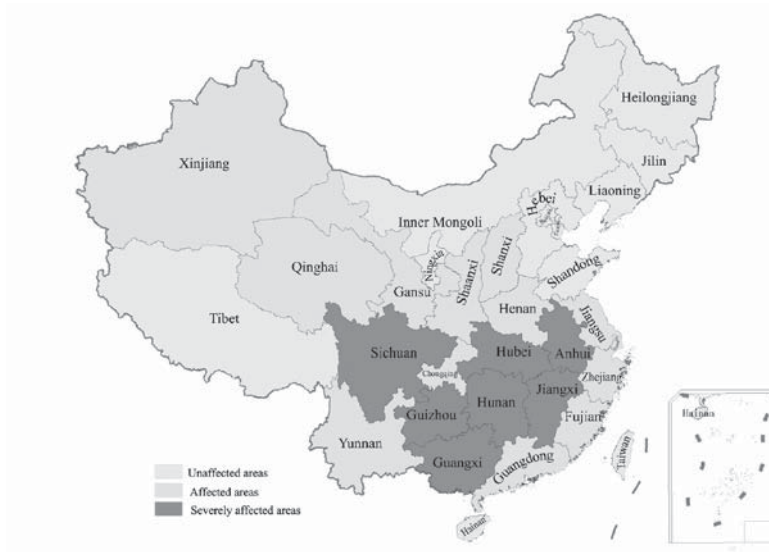 Heilongjiang
Jilin
Liaoning
Xinjiang
Hebei
Inner Mongoli
Ningxia
Shanxi
Shaanxi
Shandong
Qinghai
Gansu
Henan
Jiangsu
Tibet
Sichuan
Hubei
Anhui
Chongqing
Zhejiang
Jiangxi
Hunan
Guizhou
Fujian
Hainan
Yunnan
Guangxi
Guangdong
Taiwan
Hainan
Unaffected areas
Affected areas
Severely affected areas